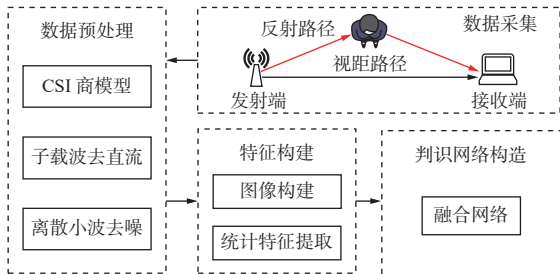 数据预处理
CSI 商模型
子载波去直流
离散小波去噪
反射路径
数据采集
视距路径
发射端
接收端
特征构建
图像构建
统计特征提取
判识网络构造
融合网络